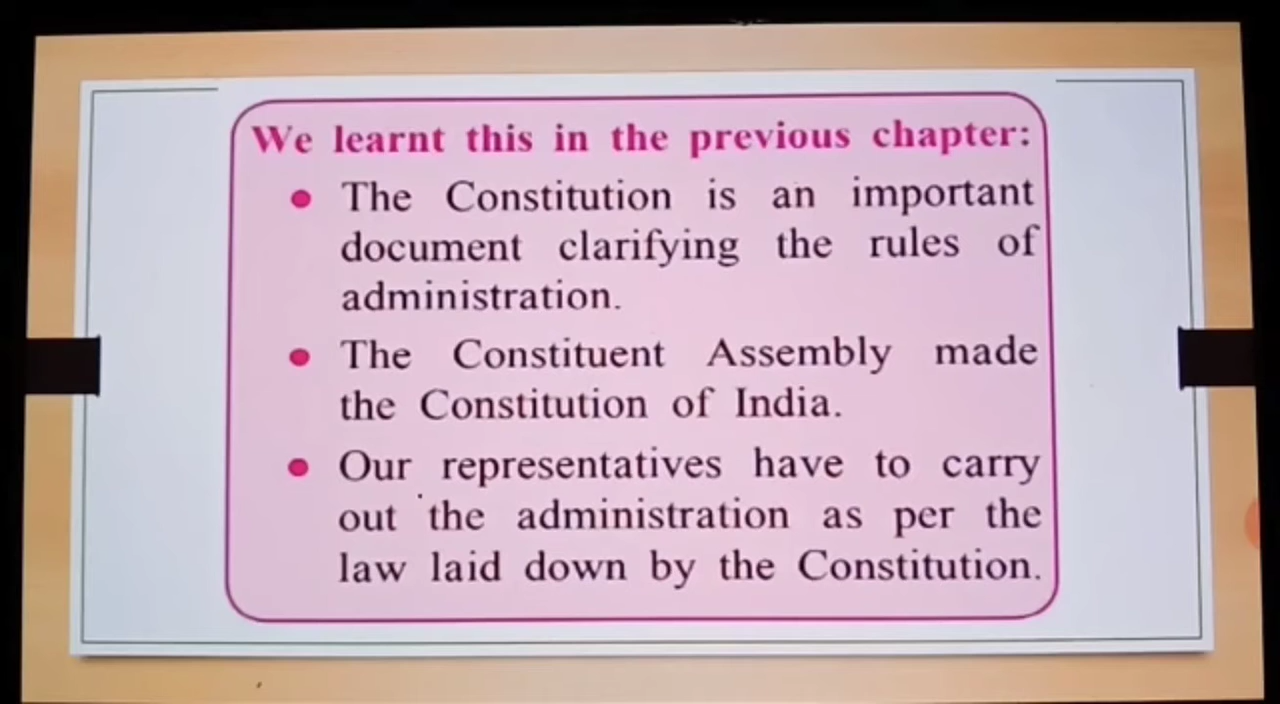 We learnt this in the previous chapter:
• The Constitution is an important
document clarifying the rules of
administration.
• The Constituent Assembly made
the Constitution of India.
• Our representatives have to carry
out the administration as per the
law laid down by the Constitution.